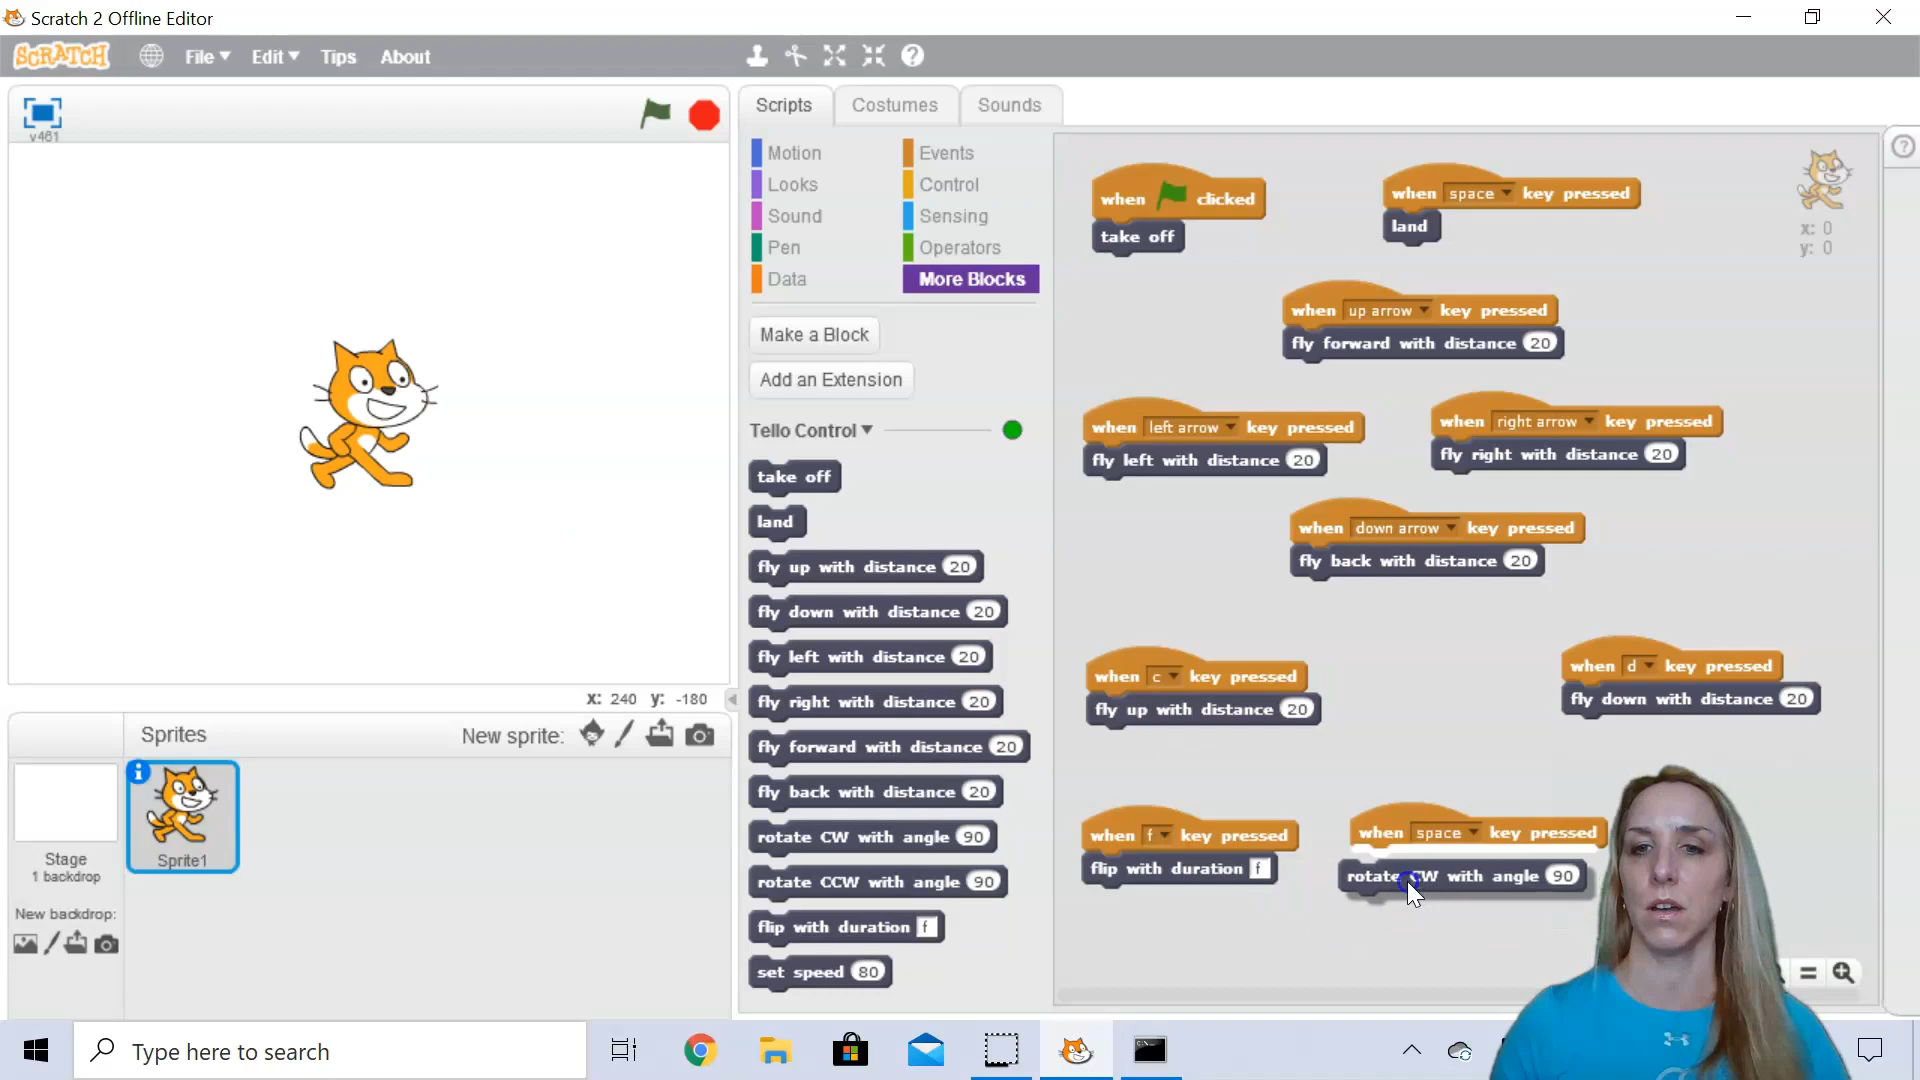 Scratch 2 Offline Editor
SCRATCH File Edit Tips About
v461
Scripts Costumes Sounds
Motion Events
Looks Control
Sound Sensing
Pen Operators
Data More Blocks
Make a Block
Add an Extension
Tello Control
take off
land
fly up with distance 20
fly down with distance 20
fly left with distance 20
fly right with distance 20
fly forward with distance 20
fly back with distance 20
rotate CW with angle 90
rotate CCW with angle 90
flip with duration f
set speed 80
when clicked
take off
when space key pressed
land
x: 0
y: 0
when up arrow key pressed
fly forward with distance 20
when left arrow key pressed
fly left with distance 20
when right arrow key pressed
fly right with distance 20
when down arrow key pressed
fly back with distance 20
when c key pressed
fly up with distance 20
when d key pressed
fly down with distance 20
when f key pressed
flip with duration f
when space key pressed
rotate CW with angle 90
x: 240 y: -180
Sprites New sprite:
Sprite1
Stage
1 backdrop
New backdrop:
Type here to search